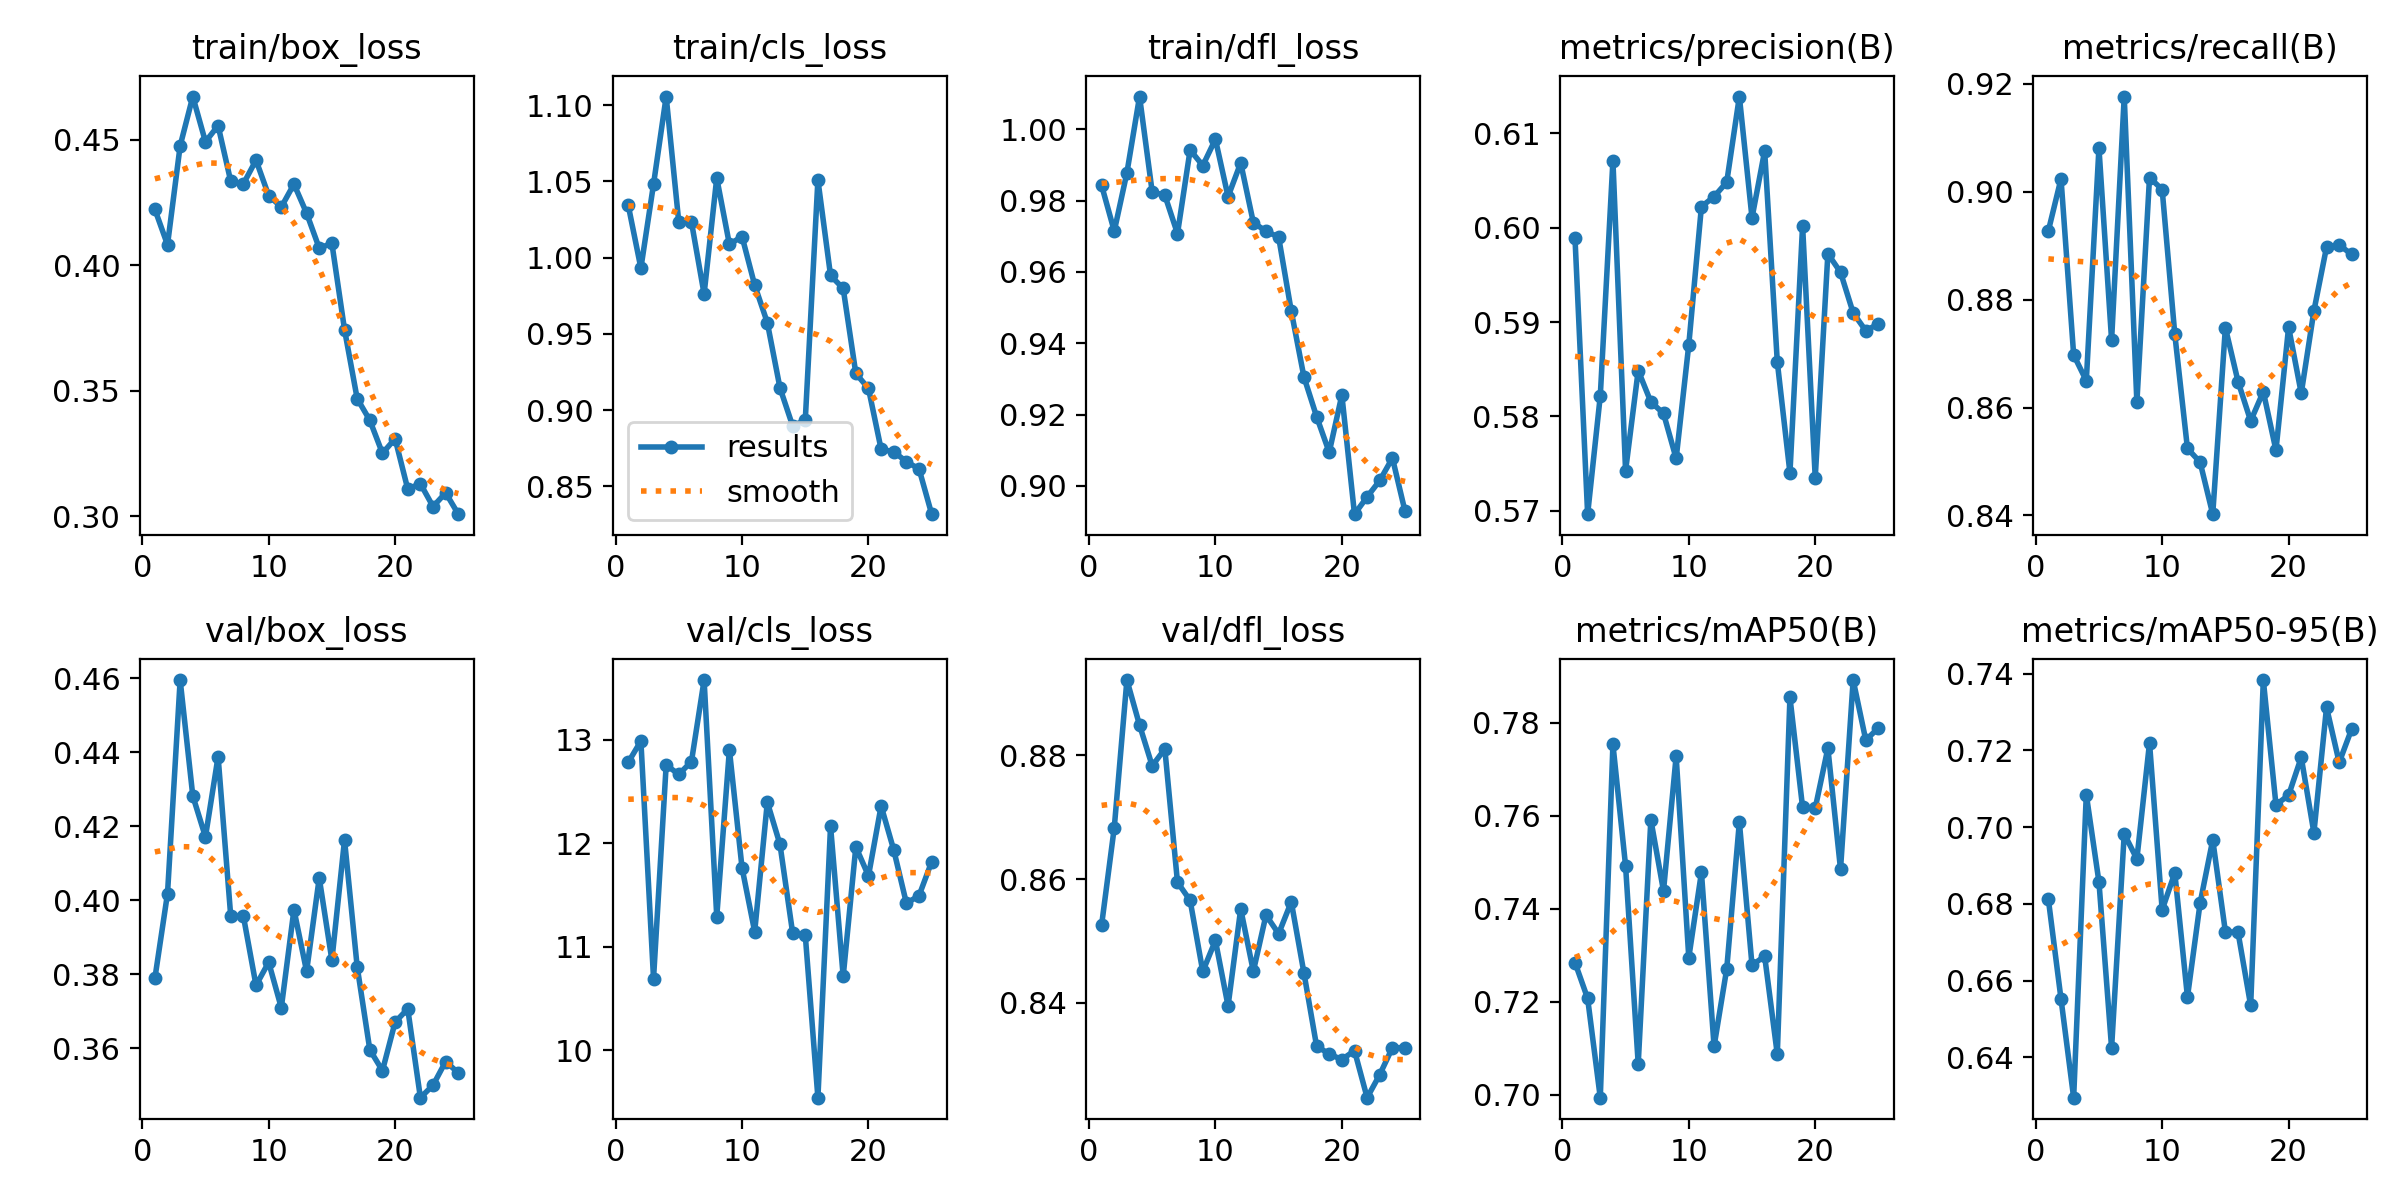 train/box_loss
0.45
0.40
0.35
0.30
0 10 20
train/cls_loss
1.10
1.05
1.00
0.95
0.90
0.85
results
smooth
0 10 20
train/dfl_loss
1.00
0.98
0.96
0.94
0.92
0.90
0 10 20
metrics/precision(B)
0.61
0.60
0.59
0.58
0.57
0 10 20
metrics/recall(B)
0.92
0.90
0.88
0.86
0.84
0 10 20
val/box_loss
0.46
0.44
0.42
0.40
0.38
0.36
0 10 20
val/cls_loss
13
12
11
10
0 10 20
val/dfl_loss
0.88
0.86
0.84
0 10 20
metrics/mAP50(B)
0.78
0.76
0.74
0.72
0.70
0 10 20
metrics/mAP50-95(B)
0.74
0.72
0.70
0.68
0.66
0.64
0 10 20